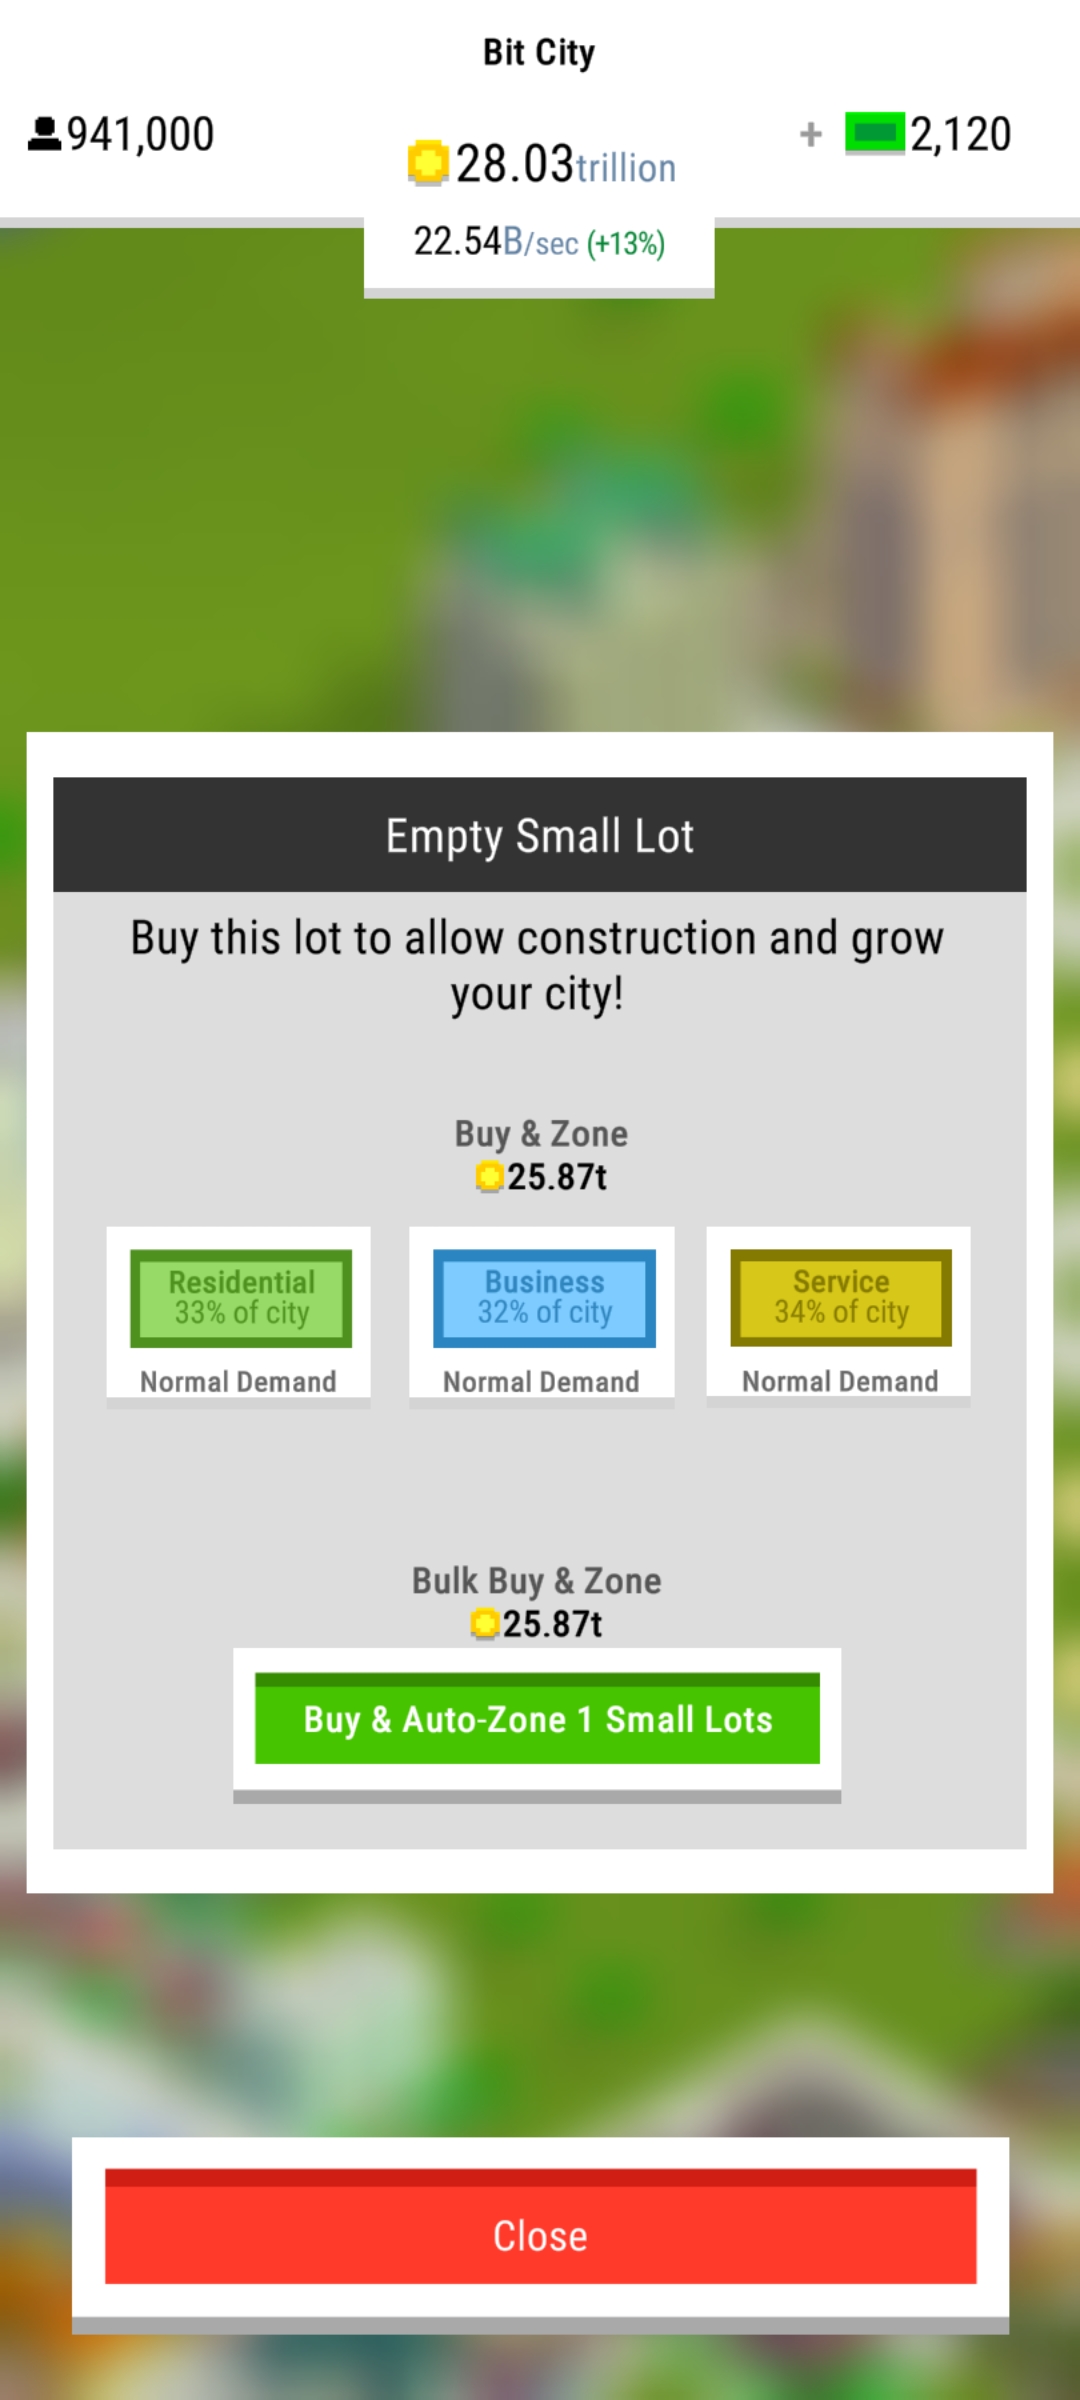 Bit City
941,000
28.03trillion
+ 2,120
22.54B/sec (+13%)
Empty Small Lot
Buy this lot to allow construction and grow
your city!
Buy & Zone
25.87t
Residential
33% of city
Normal Demand
Business
32% of city
Normal Demand
Service
34% of city
Normal Demand
Bulk Buy & Zone
25.87t
Buy & Auto-Zone 1 Small Lots
Close